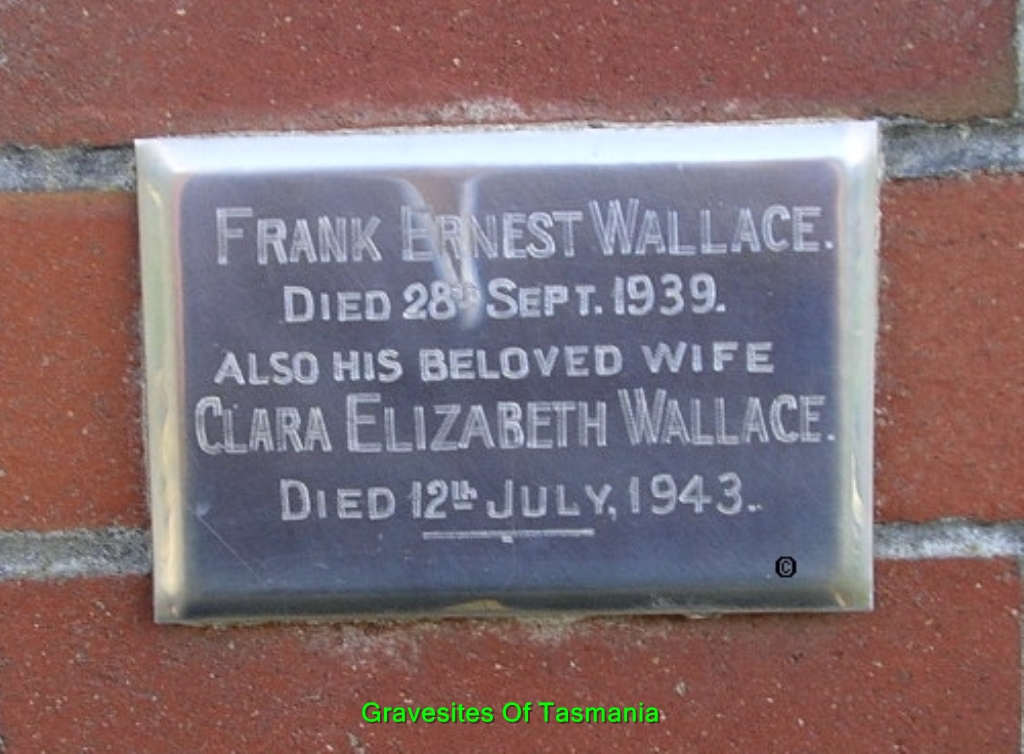 FRANK ERNEST WALLACE.
DIED 28TH SEPT. 1939.
ALSO HIS BELOVED WIFE
CLARA ELIZABETH WALLACE.
DIED 12th JULY, 1943.
©
Gravesites Of Tasmania